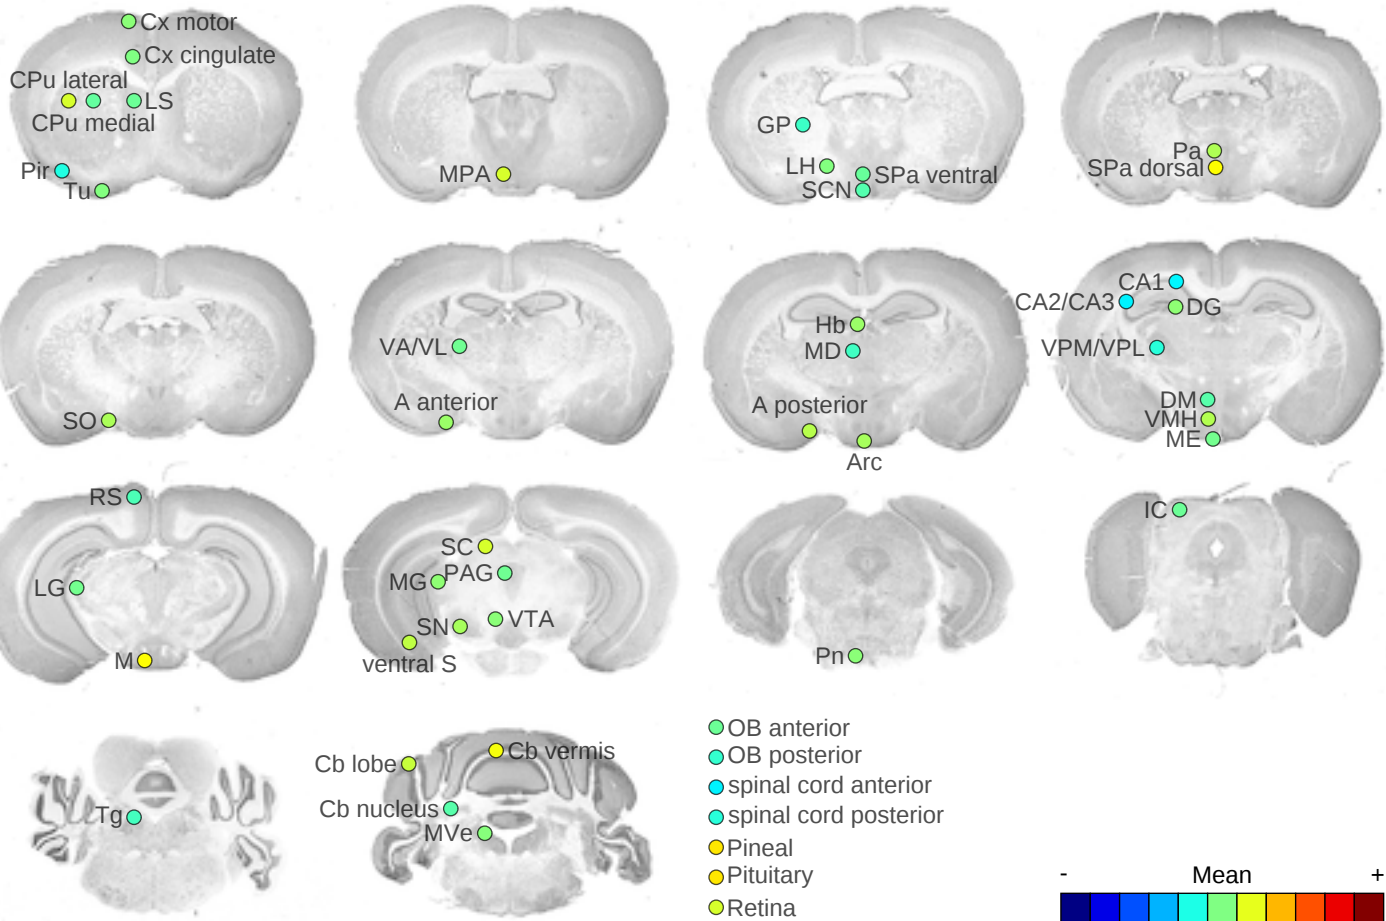 Cx motor
Cx cingulate
CPu lateral
LS
CPu medial
Pir
Tu
MPA
GP
LH
SPa ventral
SCN
Pa
SPa dorsal
SO
VA/VL
A anterior
Hb
MD
A posterior
Arc
CA1
CA2/CA3
DG
VPM/VPL
DM
VMH
ME
RS
LG
M
SC
PAG
MG
VTA
SN
ventral S
Pn
IC
Tg
Cb vermis
Cb lobe
Cb nucleus
MVe
OB anterior
OB posterior
spinal cord anterior
spinal cord posterior
Pineal
Pituitary
Retina
- Mean +